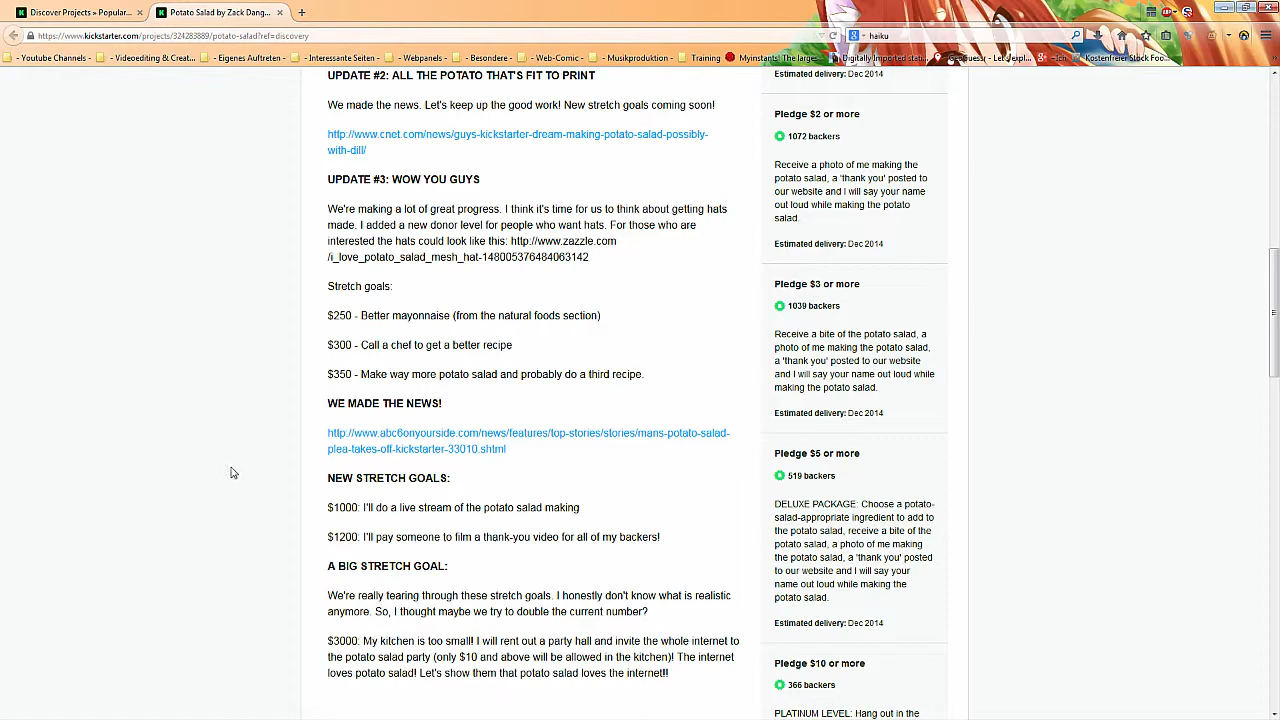 Discover Projects » Popular...
Potato Salad by Zack Dang...
https://www.kickstarter.com/projects/324283889/potato-salad?ref=discovery
haiku
- Youtube Channels -
- Videoediting & Creat...
- Eigene Auftreten -
- Interessante Seiten -
- Webpanels -
- Besondere -
- Web-Comic -
- Musikproduktion -
Training
Myinstants! The larges
Digitally Imported stat
GeoGuessr - Let's expl...
Kostenfreier Stock Foo...
UPDATE #2: ALL THE POTATO THAT'S FIT TO PRINT
We made the news. Let's keep up the good work! New stretch goals coming soon!
http://www.cnet.com/news/guys-kickstarter-dream-making-potato-salad-possibly-
with-dill/
UPDATE #3: WOW YOU GUYS
We're making a lot of great progress. I think it's time for us to think about getting hats
made. I added a new donor level for people who want hats. For those who are
interested the hats could look like this: http://www.zazzle.com
/i_love_potato_salad_mesh_hat-148005376484063142
Stretch goals:
$250 - Better mayonnaise (from the natural foods section)
$300 - Call a chef to get a better recipe
$350 - Make way more potato salad and probably do a third recipe.
WE MADE THE NEWS!
http://www.abc6onyourside.com/news/features/top-stories/stories/mans-potato-salad-
plea-takes-off-kickstarter-33010.shtml
NEW STRETCH GOALS:
$1000: I'll do a live stream of the potato salad making
$1200: I'll pay someone to film a thank-you video for all of my backers!
A BIG STRETCH GOAL:
We're really tearing through these stretch goals. I honestly don't know what is realistic
anymore. So, I thought maybe we try to double the current number?
$3000: My kitchen is too small! I will rent out a party hall and invite the whole internet to
the potato salad party (only $10 and above will be allowed in the kitchen)! The internet
loves potato salad! Let's show them that potato salad loves the internet!!
Estimated delivery: Dec 2014
Pledge $2 or more
1072 backers
Receive a photo of me making the
potato salad, a 'thank you' posted to
our website and I will say your name
out loud while making the potato
salad.
Estimated delivery: Dec 2014
Pledge $3 or more
1039 backers
Receive a bite of the potato salad, a
photo of me making the potato salad,
a 'thank you' posted to our website
and I will say your name out loud while
making the potato salad.
Estimated delivery: Dec 2014
Pledge $5 or more
519 backers
DELUXE PACKAGE: Choose a potato-
salad-appropriate ingredient to add to
the potato salad, receive a bite of the
potato salad, a photo of me making
the potato salad, a 'thank you' posted
to our website and I will say your
name out loud while making the
potato salad.
Estimated delivery: Dec 2014
Pledge $10 or more
366 backers
PLATINUM LEVEL: Hang out in the